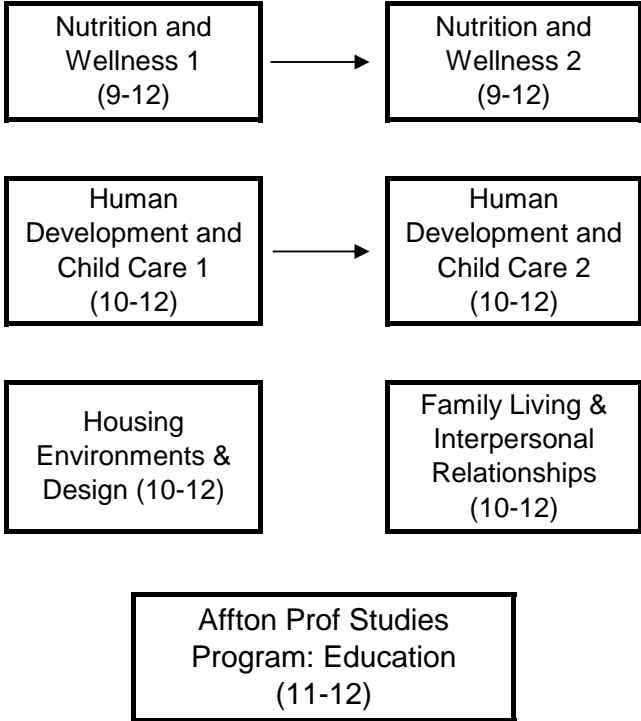 Nutrition and
Wellness 1
(9-12)
Nutrition and
Wellness 2
(9-12)
Human
Development and
Child Care 1
(10-12)
Human
Development and
Child Care 2
(10-12)
Housing
Environments &
Design (10-12)
Family Living &
Interpersonal
Relationships
(10-12)
Affton Prof Studies
Program: Education
(11-12)